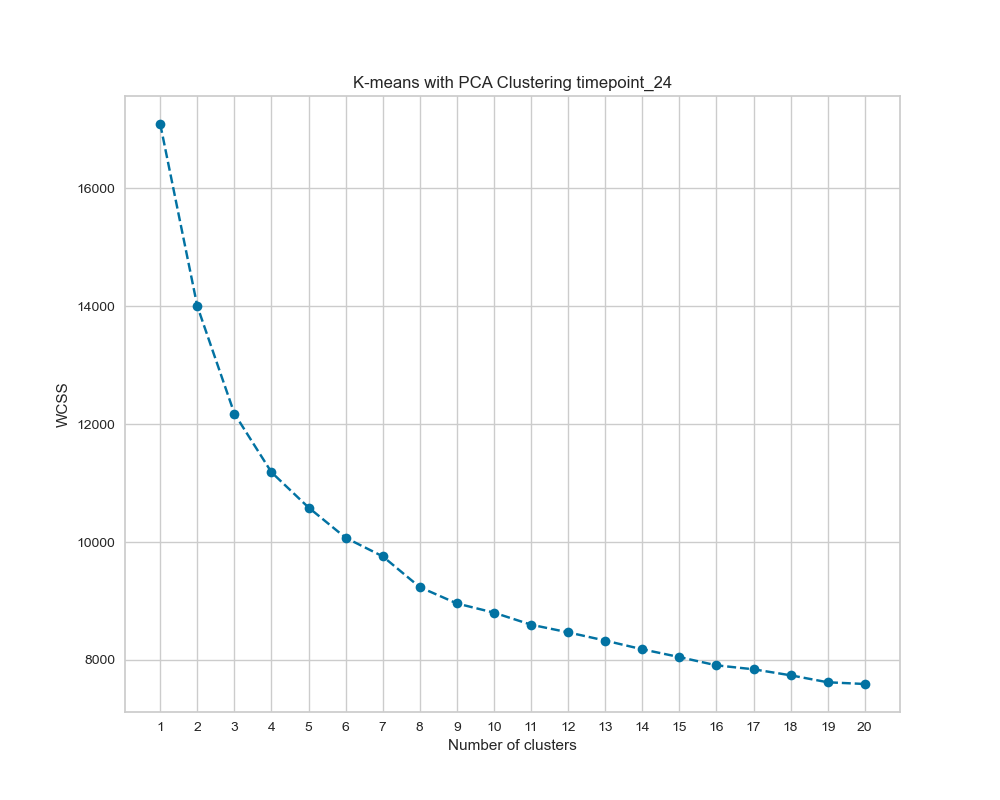 K-means with PCA Clustering timepoint_24
WCSS
16000
14000
12000
10000
8000
1 2 3 4 5 6 7 8 9 10 11 12 13 14 15 16 17 18 19 20
Number of clusters